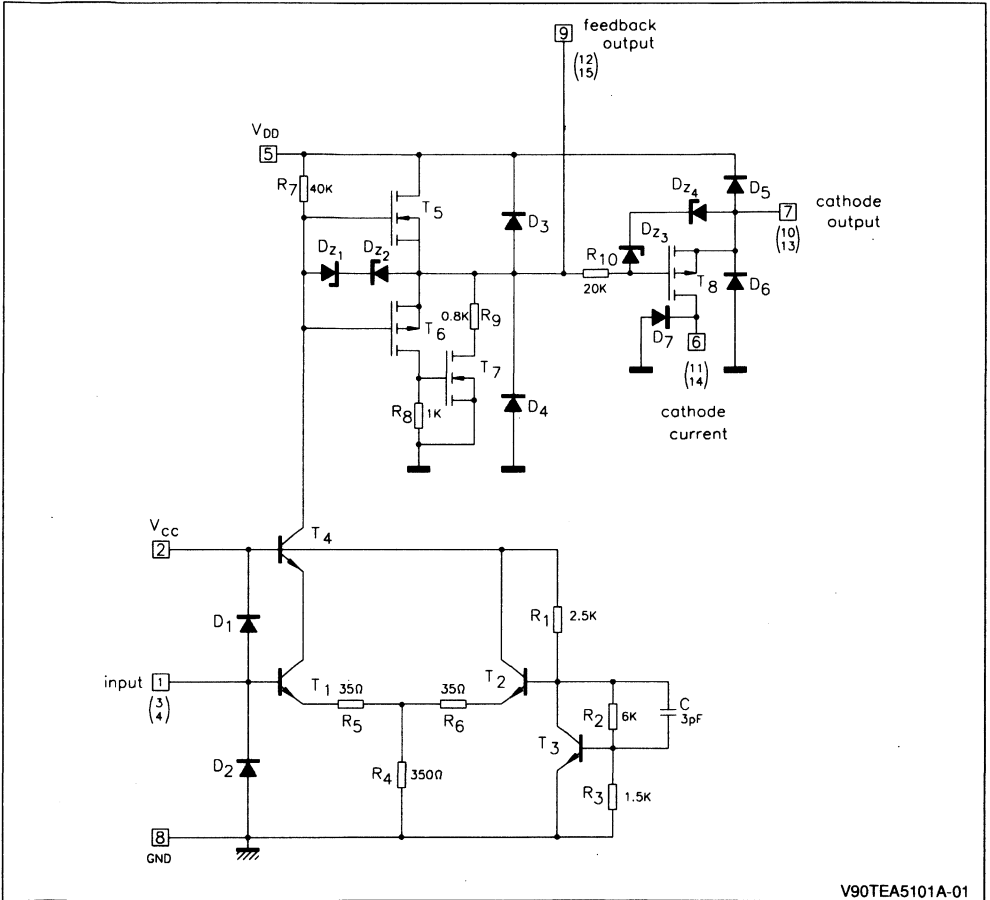 9 feedback output
(12 15)
V DD
5
R7 40K
T5
Dz4
D5
7 cathode output
(10 13)
Dz1 Dz2
D3
Dz3
R10
20K
T8
D6
T6
0.8K R9
D7
6
(11 14)
cathode current
T7
R8 1K
D4
Vcc
2
T4
R1 2.5K
D1
input 1
(3 4)
T1 35Ω
R5
35Ω
R6
T2
R2 6K
C 3pF
T3
D2
R4 350Ω
R3 1.5K
8
GND
V90TEA5101A-01